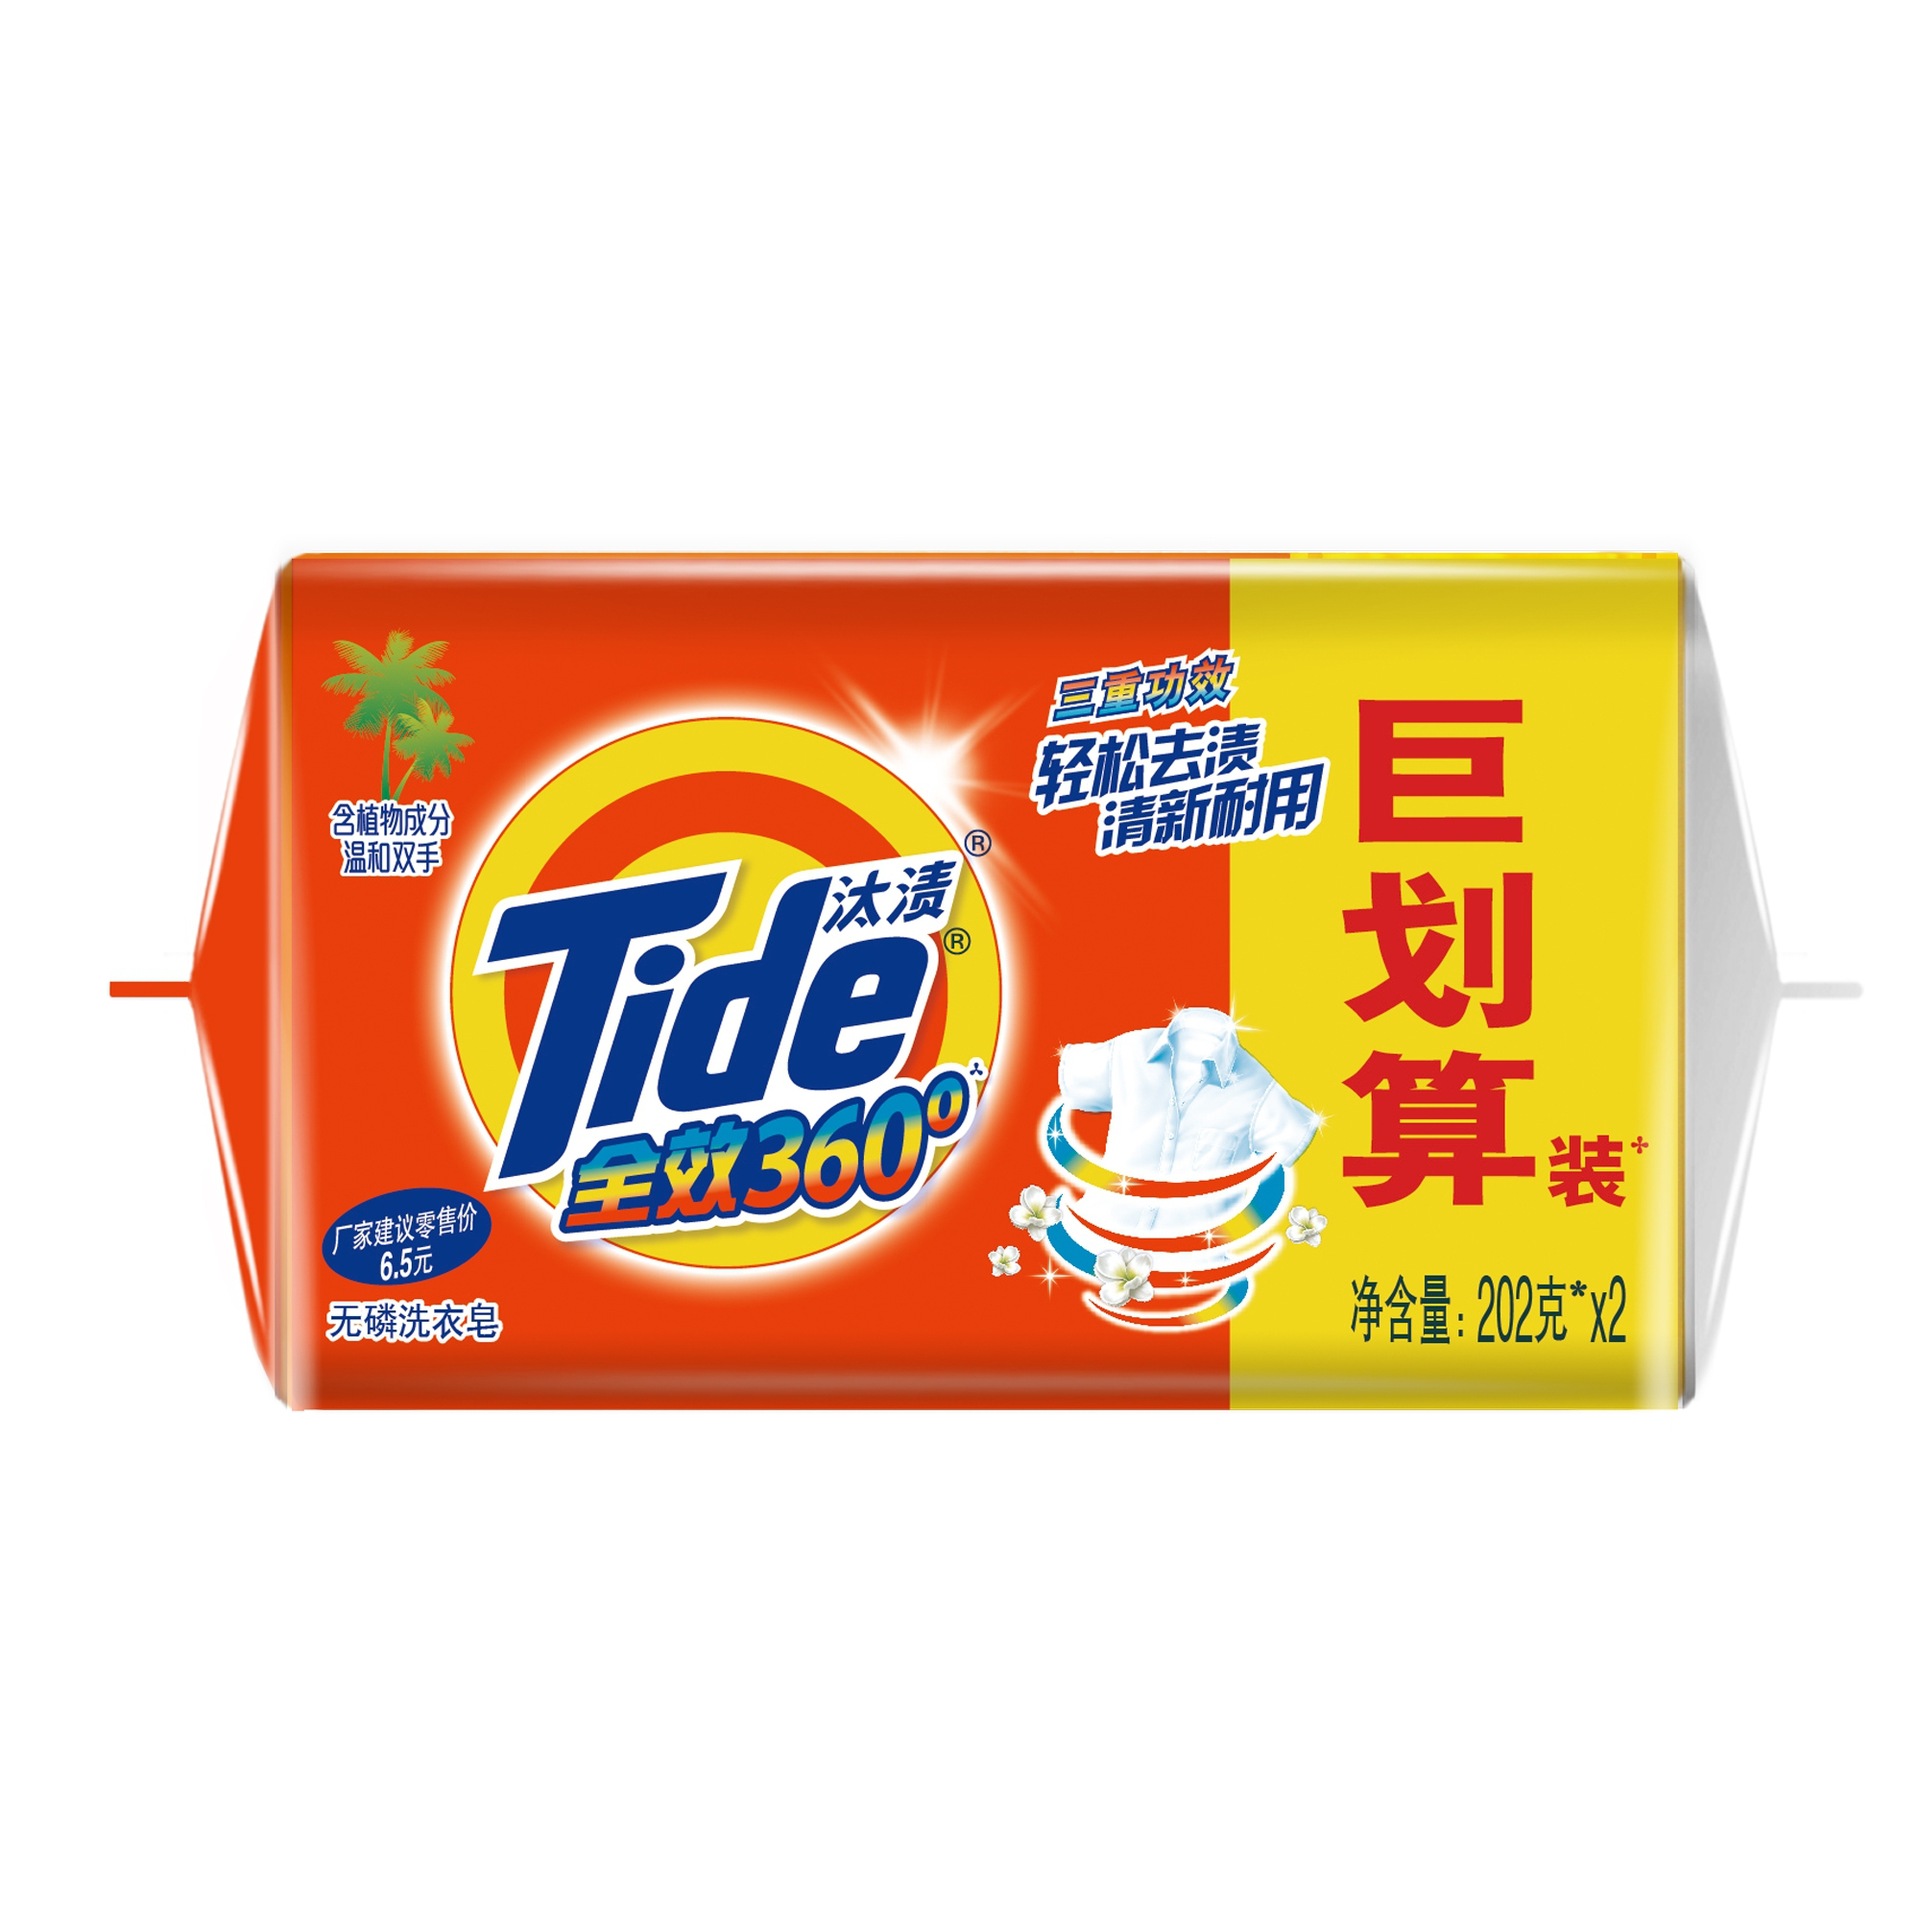 含植物成分
温和双手
Tide 汰渍®
®
全效360°
厂家建议零售价
6.5元
无磷洗衣皂
三重功效
轻松去渍
清新耐用
巨划算装
净含量：202克*x2